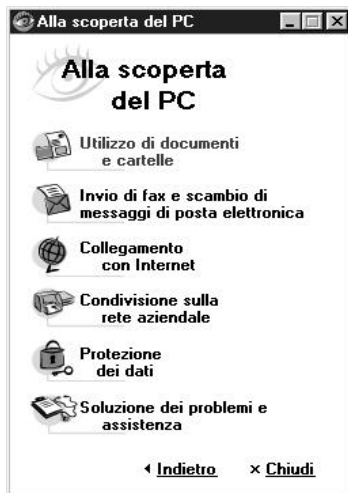 Alla scoperta del PC
Alla scoperta
del PC
Utilizzo di documenti
e cartelle
Invio di fax e scambio di
messaggi di posta elettronica
Collegamento
con Internet
Condivisione sulla
rete aziendale
Protezione
dei dati
Soluzione dei problemi e
assistenza
Indietro
Chiudi